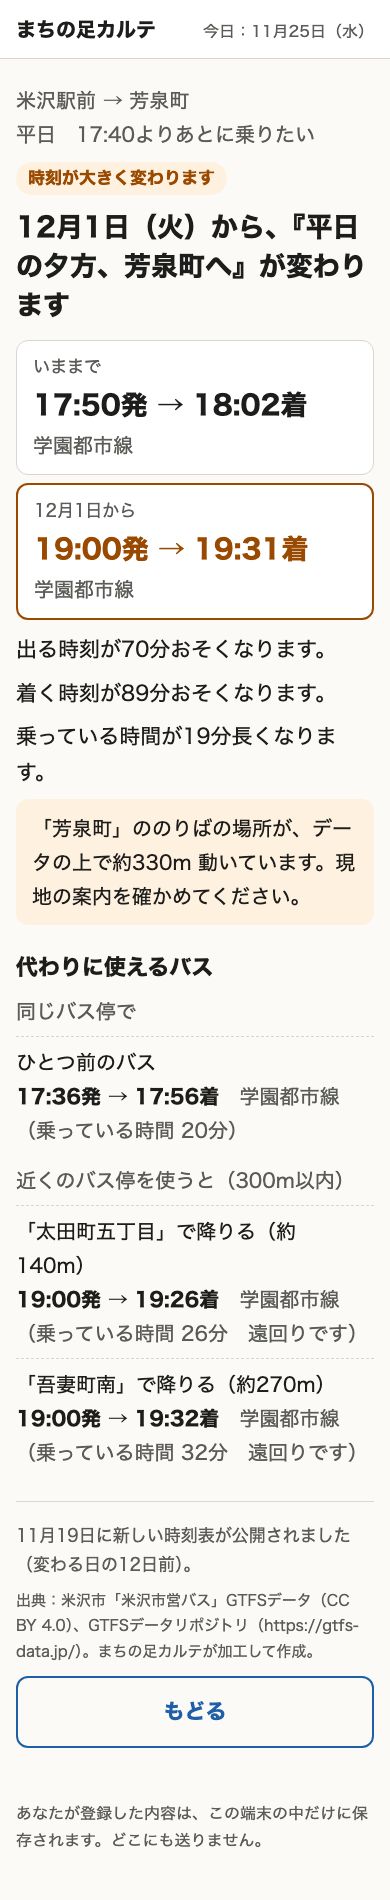 まちの足カルテ
今日：11月25日（水）
米沢駅前 → 芳泉町
平日　17:40よりあとに乗りたい
時刻が大きく変わります
12月1日（火）から、『平日
の夕方、芳泉町へ』が変わり
ます
いままで
17:50発 → 18:02着
学園都市線
12月1日から
19:00発 → 19:31着
学園都市線
出る時刻が70分おそくなります。
着く時刻が89分おそくなります。
乗っている時間が19分長くなりま
す。
「芳泉町」ののりばの場所が、デー
タの上で約330m 動いています。現
地の案内を確かめてください。
代わりに使えるバス
同じバス停で
ひとつ前のバス
17:36発 → 17:56着　学園都市線
（乗っている時間 20分）
近くのバス停を使うと（300m以内）
「太田町五丁目」で降りる（約
140m）
19:00発 → 19:26着　学園都市線
（乗っている時間 26分　遠回りです）
「吾妻町南」で降りる（約270m）
19:00発 → 19:32着　学園都市線
（乗っている時間 32分　遠回りです）
11月19日に新しい時刻表が公開されました
（変わる日の12日前）。
出典：米沢市「米沢市営バス」GTFSデータ（CC
BY 4.0）、GTFSデータリポジトリ（https://gtfs-
data.jp/）。まちの足カルテが加工して作成。
もどる
あなたが登録した内容は、この端末の中だけに保
存されます。どこにも送りません。